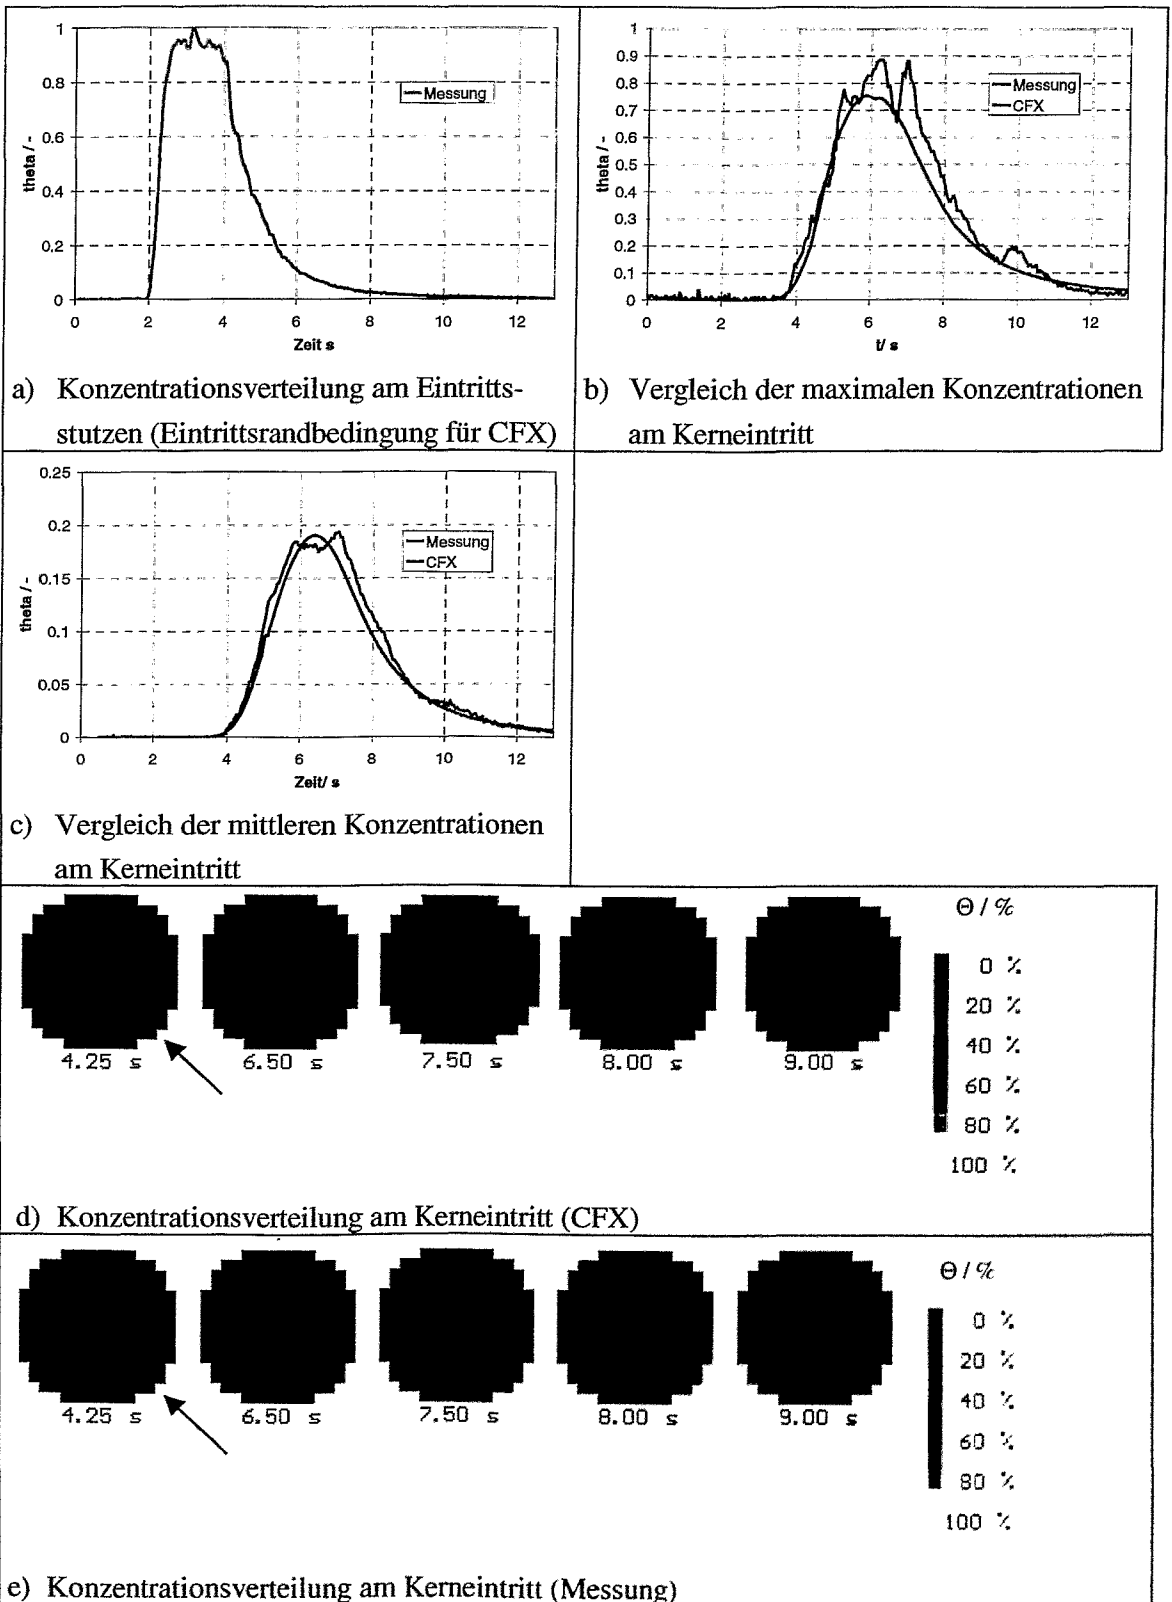 1
0.8
0.6
0.4
0.2
0
theta / -
0 2 4 6 8 10 12
Zeit s
Messung
a) Konzentrationsverteilung am Eintritts-
stutzen (Eintrittsrandbedingung für CFX)
1
0.9
0.8
0.7
0.6
0.5
0.4
0.3
0.2
0.1
0
theta / -
0 2 4 6 8 10 12
t/ s
Messung
CFX
b) Vergleich der maximalen Konzentrationen
am Kerneintritt
0.25
0.2
0.15
0.1
0.05
0
theta / -
0 2 4 6 8 10 12
Zeit/ s
Messung
CFX
c) Vergleich der mittleren Konzentrationen
am Kerneintritt
4.25 s 6.50 s 7.50 s 8.00 s 9.00 s
Θ / %
0 %
20 %
40 %
60 %
80 %
100 %
d) Konzentrationsverteilung am Kerneintritt (CFX)
4.25 s 6.50 s 7.50 s 8.00 s 9.00 s
Θ / %
0 %
20 %
40 %
60 %
80 %
100 %
e) Konzentrationsverteilung am Kerneintritt (Messung)